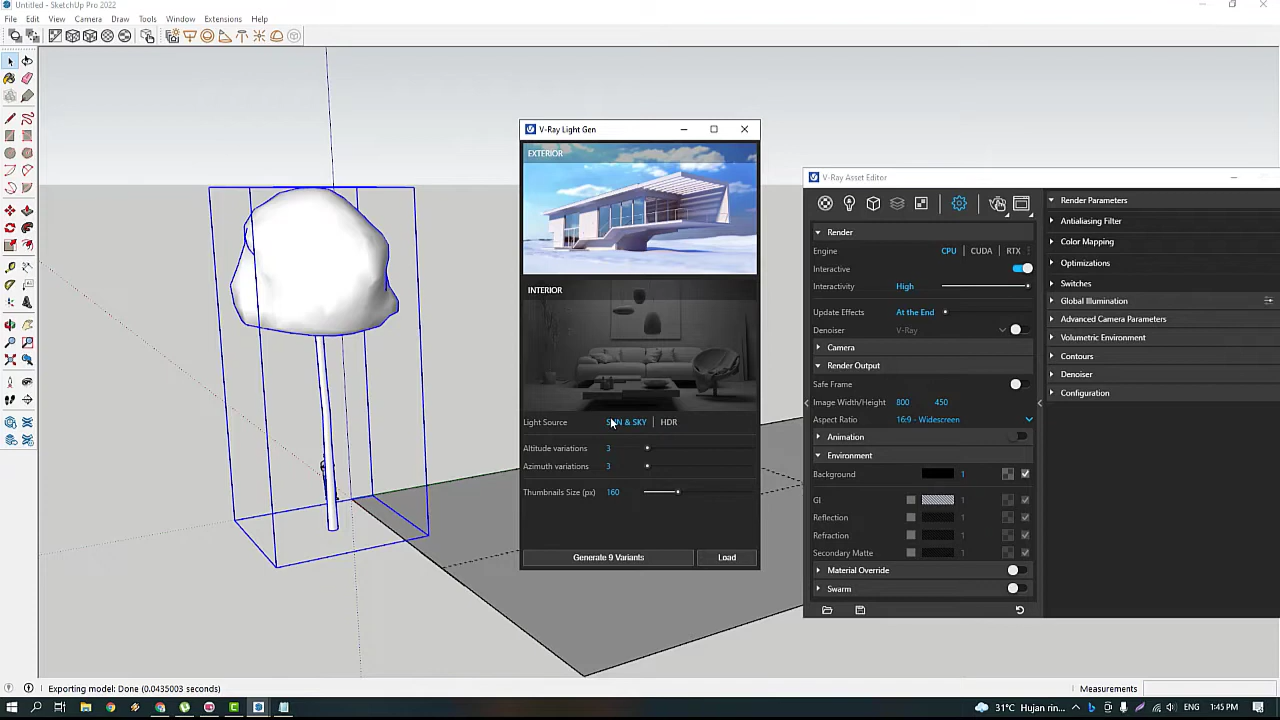 Untitled - SketchUp Pro 2022
File Edit View Camera Draw Tools Window Extensions Help
V-Ray Light Gen
EXTERIOR
INTERIOR
Light Source SUN & SKY HDR
Altitude variations 3
Azimuth variations 3
Thumbnails Size (px) 160
Generate 9 Variants Load
V-Ray Asset Editor
Render
Engine CPU CUDA RTX
Interactive
Interactivity High
Update Effects At the End
Denoiser V-Ray
Camera
Render Output
Safe Frame
Image Width/Height 800 450
Aspect Ratio 16:9 - Widescreen
Animation
Environment
Background 1
GI 1
Reflection 1
Refraction 1
Secondary Matte 1
Material Override
Swarm
Render Parameters
Antialiasing Filter
Color Mapping
Optimizations
Switches
Global Illumination
Advanced Camera Parameters
Volumetric Environment
Contours
Denoiser
Configuration
Exporting model: Done (0.0435003 seconds)
Measurements
31°C Hujan rin...
ENG
1:45 PM